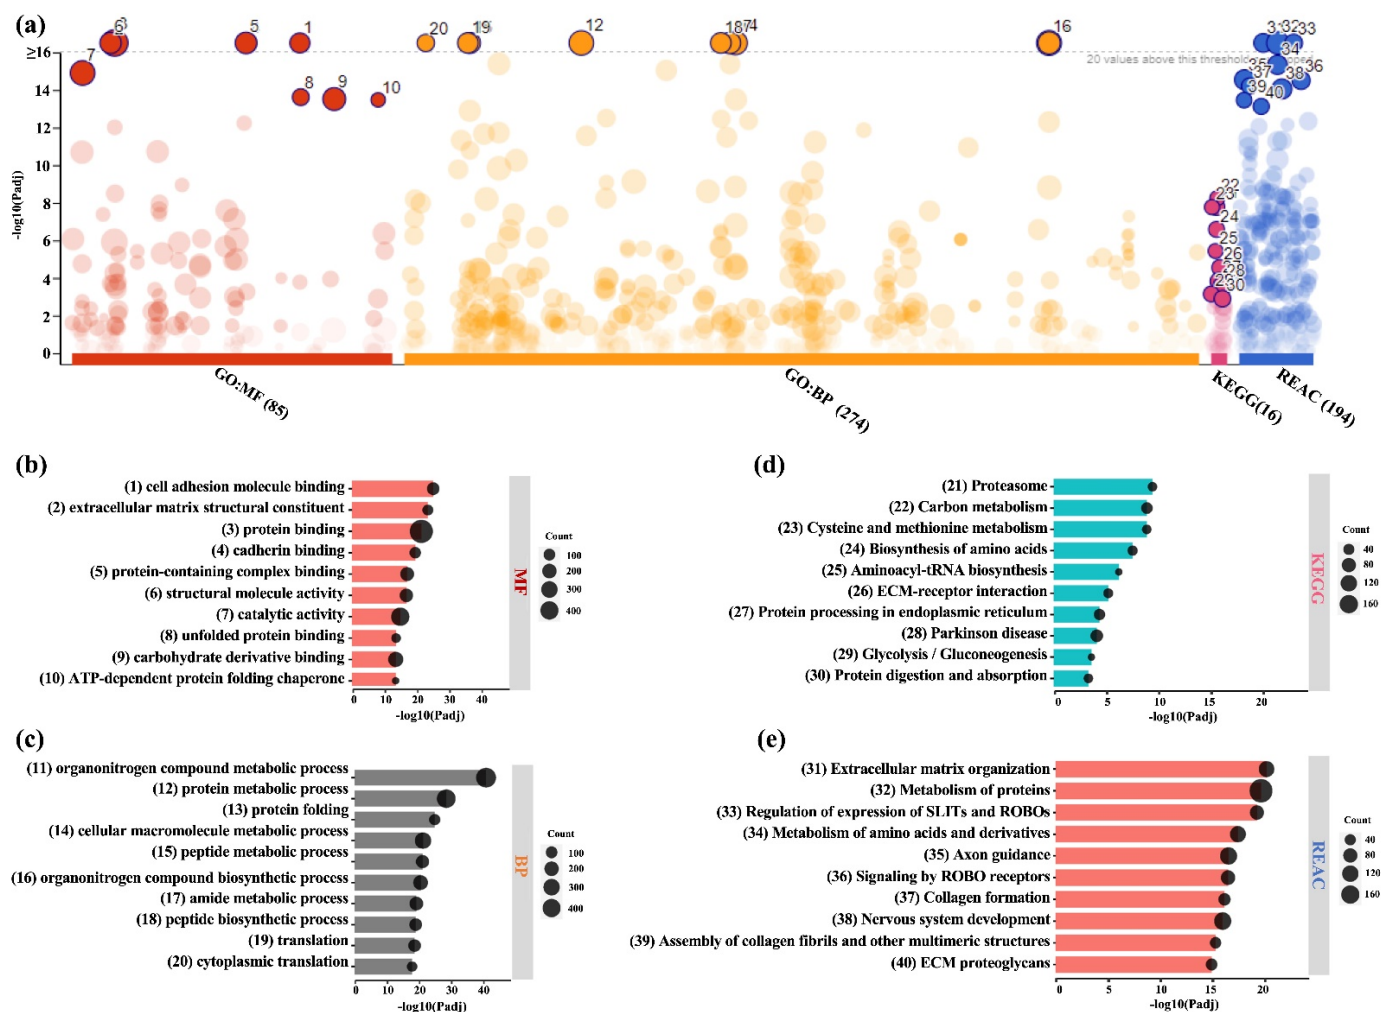 (a)
6 3 5 1 20 19 12 18 7 4 16 31 32 33
≥16
20 values above this threshold
7 34 36 37 38
14
8 9 10 39 40
12
10
8
22
23
6
24
25
4
26
28
2
30
0
-log10(Padj)
GO:MF (85)
GO:BP (274)
KEGG(16)
REAC (194)
(b)
(1) cell adhesion molecule binding
(2) extracellular matrix structural constituent
(3) protein binding
(4) cadherin binding
(5) protein-containing complex binding
(6) structural molecule activity
(7) catalytic activity
(8) unfolded protein binding
(9) carbohydrate derivative binding
(10) ATP-dependent protein folding chaperone
0 10 20 30 40
-log10(Padj)
MF
Count
100
200
300
400
(d)
(21) Proteasome
(22) Carbon metabolism
(23) Cysteine and methionine metabolism
(24) Biosynthesis of amino acids
(25) Aminoacyl-tRNA biosynthesis
(26) ECM-receptor interaction
(27) Protein processing in endoplasmic reticulum
(28) Parkinson disease
(29) Glycolysis / Gluconeogenesis
(30) Protein digestion and absorption
0 5 10 15 20
-log10(Padj)
KEGG
Count
40
80
120
160
(c)
(11) organonitrogen compound metabolic process
(12) protein metabolic process
(13) protein folding
(14) cellular macromolecule metabolic process
(15) peptide metabolic process
(16) organonitrogen compound biosynthetic process
(17) amide metabolic process
(18) peptide biosynthetic process
(19) translation
(20) cytoplasmic translation
0 10 20 30 40
-log10(Padj)
BP
Count
100
200
300
400
(e)
(31) Extracellular matrix organization
(32) Metabolism of proteins
(33) Regulation of expression of SLITs and ROBOs
(34) Metabolism of amino acids and derivatives
(35) Axon guidance
(36) Signaling by ROBO receptors
(37) Collagen formation
(38) Nervous system development
(39) Assembly of collagen fibrils and other multimeric structures
(40) ECM proteoglycans
0 5 10 15 20
-log10(Padj)
REAC
Count
40
80
120
160